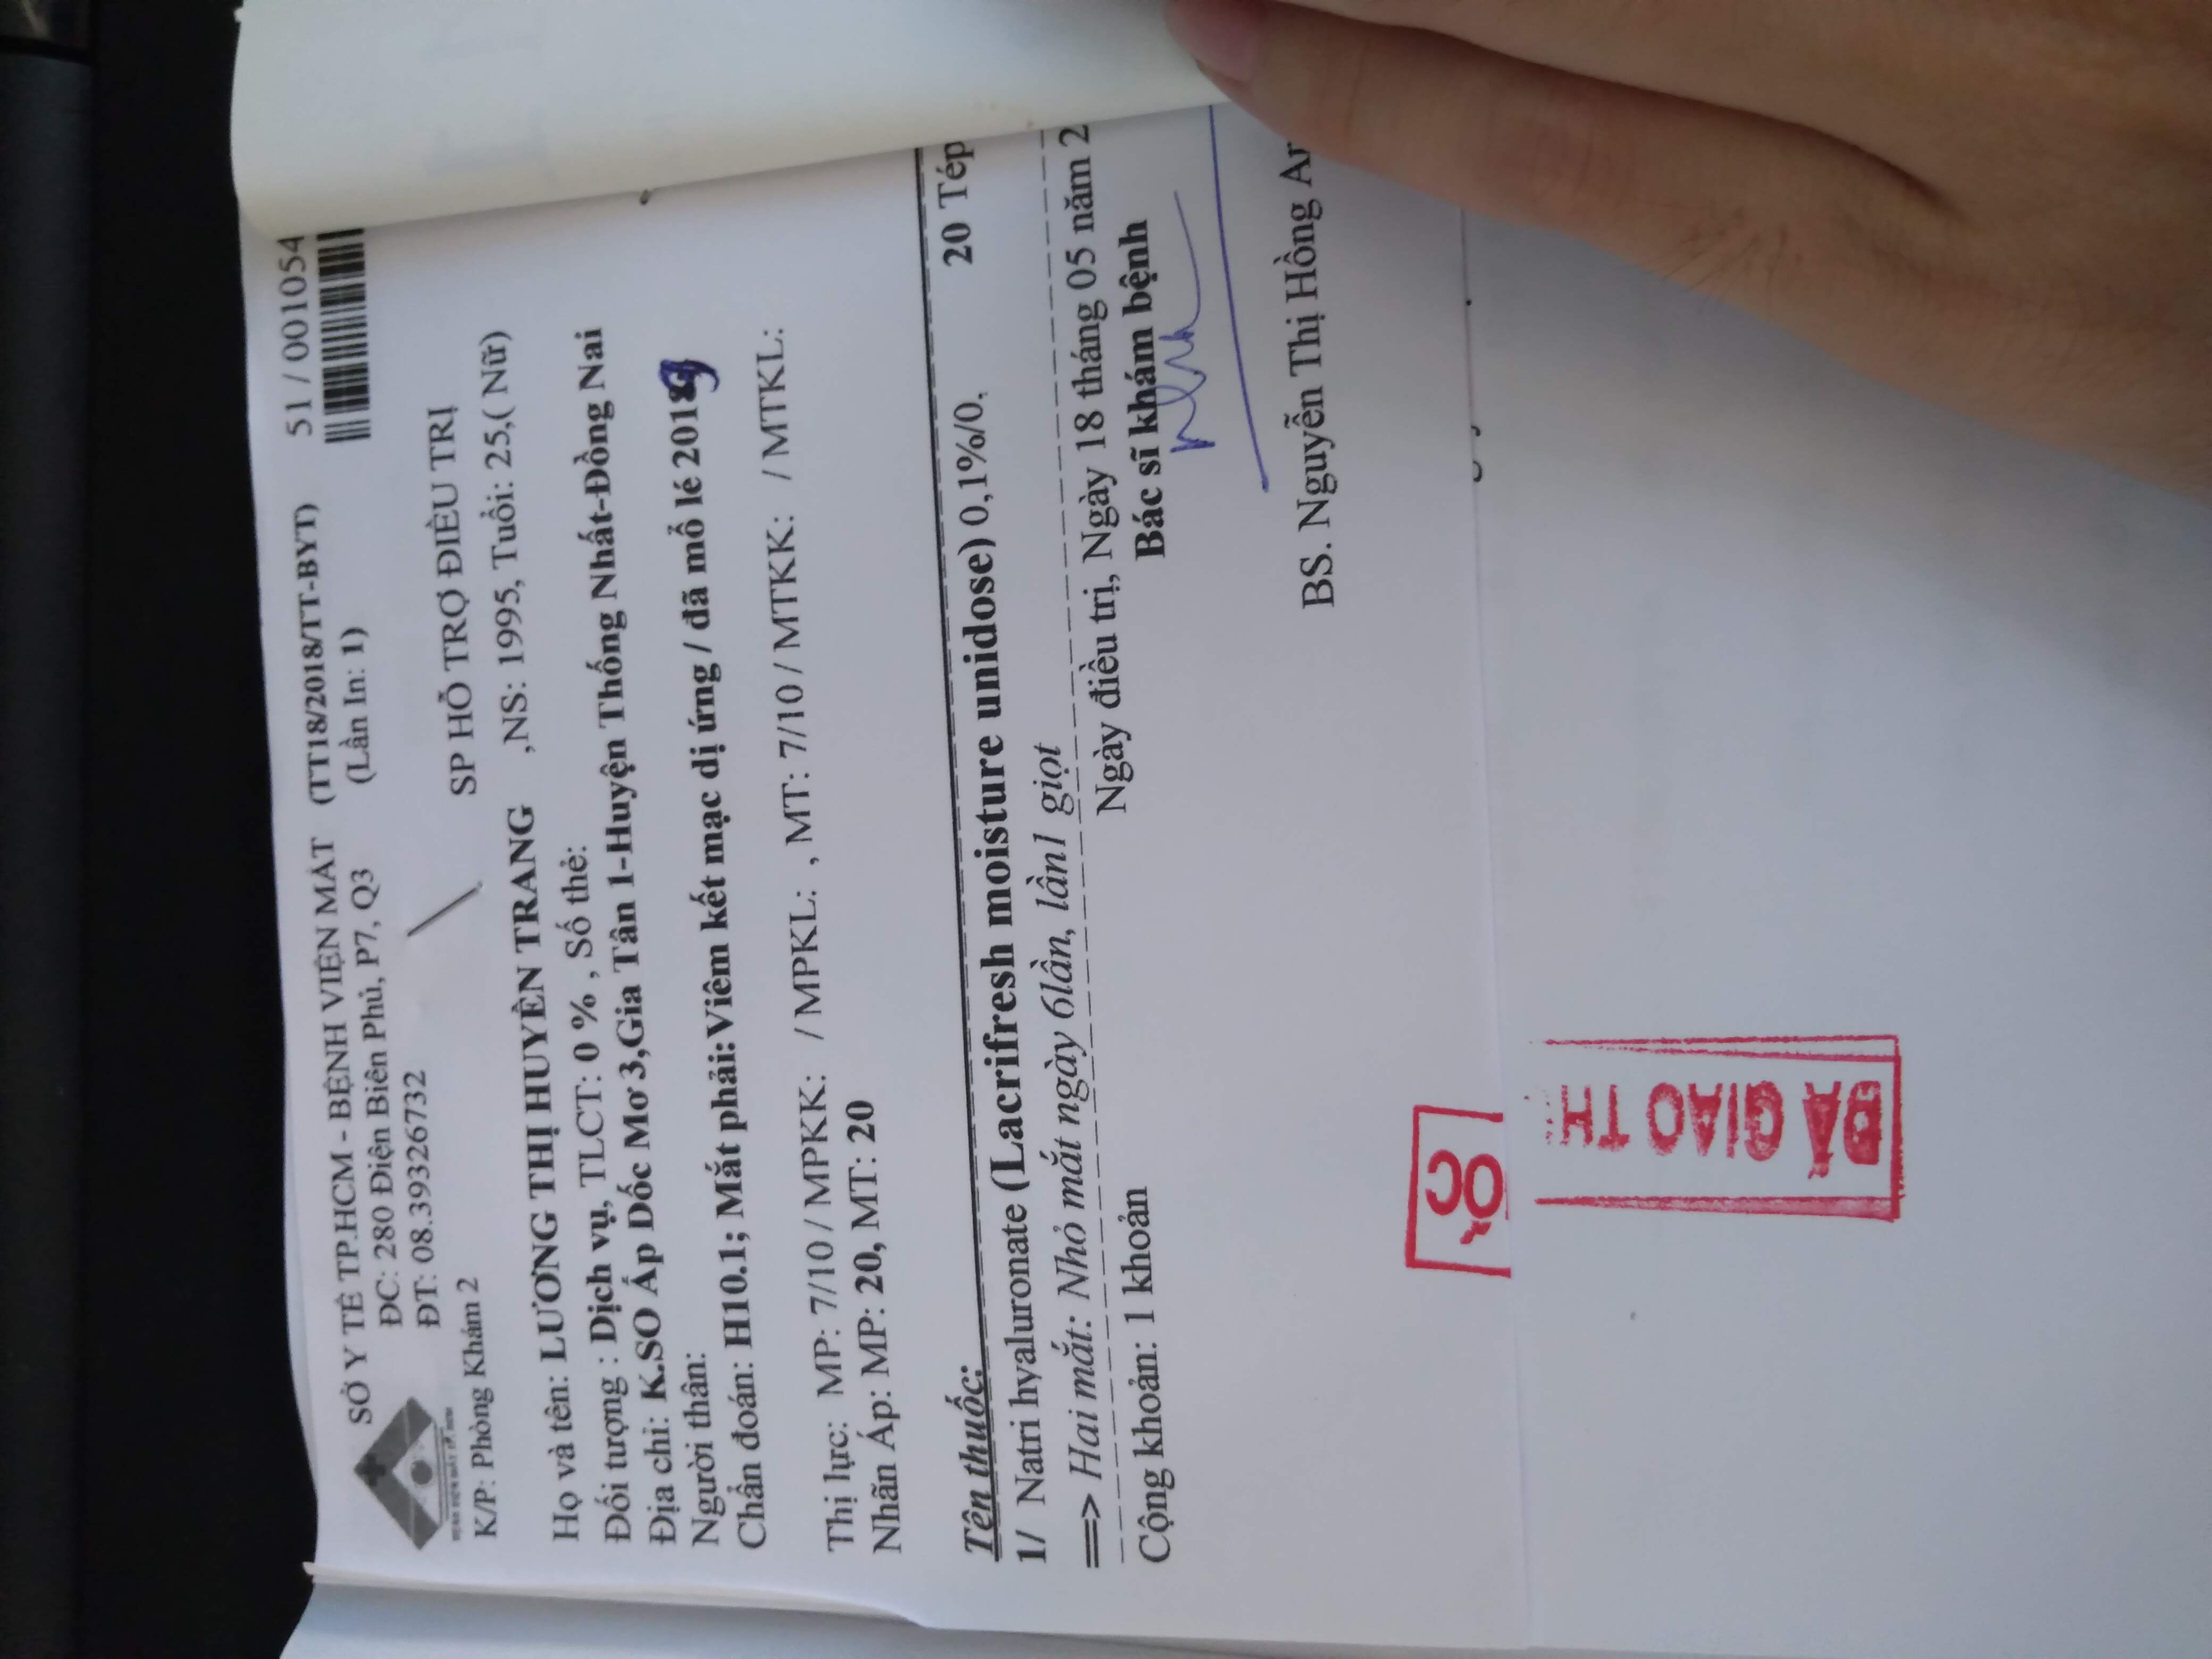 SỞ Y TẾ TP.HCM - BỆNH VIỆN MẮT (TT18/2018/TT-BYT) 51 / 001054
ĐC: 280 Điện Biên Phủ, P7, Q3 (Lần In: 1)
ĐT: 08.39326732
K/P: Phòng Khám 2
SP HỖ TRỢ ĐIỀU TRỊ
Họ và tên: LƯƠNG THỊ HUYỀN TRANG ,NS: 1995, Tuổi: 25,( Nữ)
Đối tượng : Dịch vụ, TLCT: 0 % , Số thẻ:
Địa chỉ: K.SO Ấp Dốc Mơ 3,Gia Tân 1-Huyện Thống Nhất-Đồng Nai
Người thân:
Chẩn đoán: H10.1; Mắt phải: Viêm kết mạc dị ứng / đã mổ lé 2019
Thị lực: MP: 7/10 / MPKK: / MPKL: , MT: 7/10 / MTKK: / MTKL:
Nhãn Áp: MP: 20, MT: 20
Tên thuốc:
1/ Natri hyaluronate (Lacrifresh moisture unidose) 0,1%/0, 20 Tép
==> Hai mắt: Nhỏ mắt ngày 6lần, lần1 giọt
Cộng khoản: 1 khoản
Ngày điều trị, Ngày 18 tháng 05 năm 2
Bác sĩ khám bệnh
BS. Nguyễn Thị Hồng
ỐC
ĐÃ GIAO TH